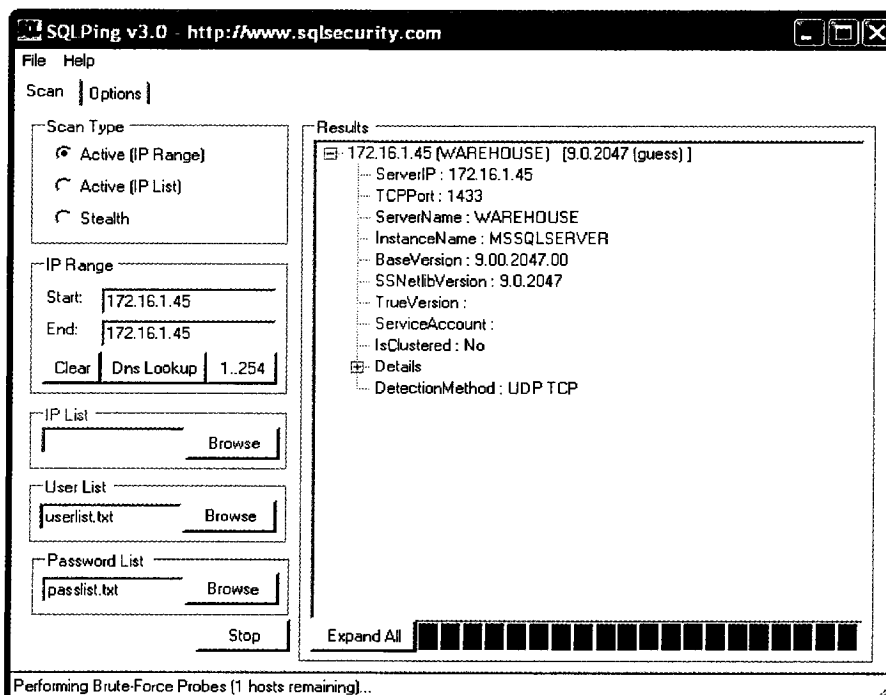 SQLPing v3.0 - http://www.sqlsecurity.com
File Help
Scan Options
Scan Type
Active (IP Range)
Active (IP List)
Stealth
IP Range
Start: 172.16.1.45
End: 172.16.1.45
Clear Dns Lookup 1..254
IP List
Browse
User List
userlist.txt Browse
Password List
passlist.txt Browse
Stop
Results
172.16.1.45 (WAREHOUSE) [9.0.2047 (guess) ]
ServerIP : 172.16.1.45
TCPPort : 1433
ServerName : WAREHOUSE
InstanceName : MSSQLSERVER
BaseVersion : 9.00.2047.00
SSNetlibVersion : 9.0.2047
TrueVersion :
ServiceAccount :
IsClustered : No
Details
DetectionMethod : UDP TCP
Expand All
Performing Brute-Force Probes (1 hosts remaining)...